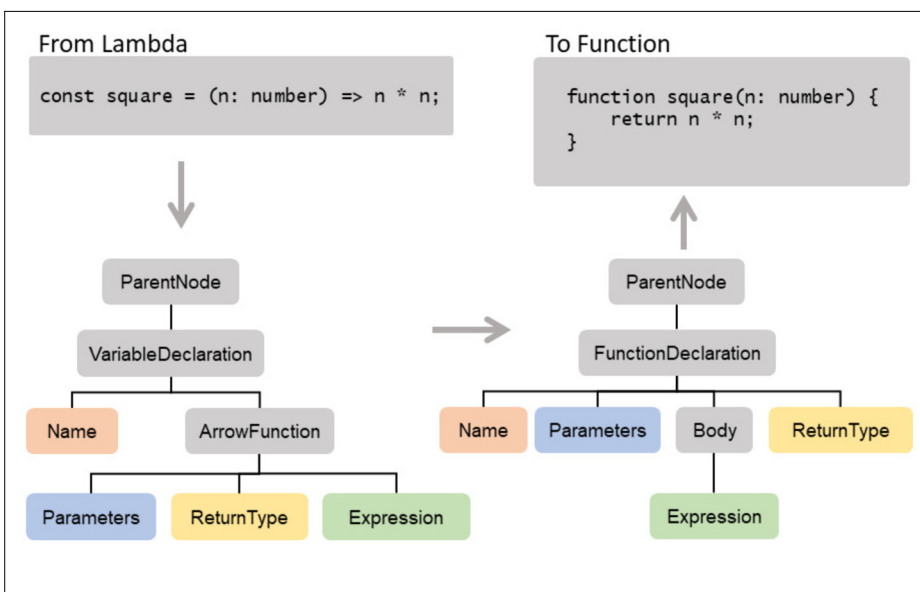 From Lambda
const square = (n: number) => n * n;
To Function
function square(n: number) {
    return n * n;
}
ParentNode
VariableDeclaration
Name
ArrowFunction
Parameters
ReturnType
Expression
ParentNode
FunctionDeclaration
Name
Parameters
Body
ReturnType
Expression